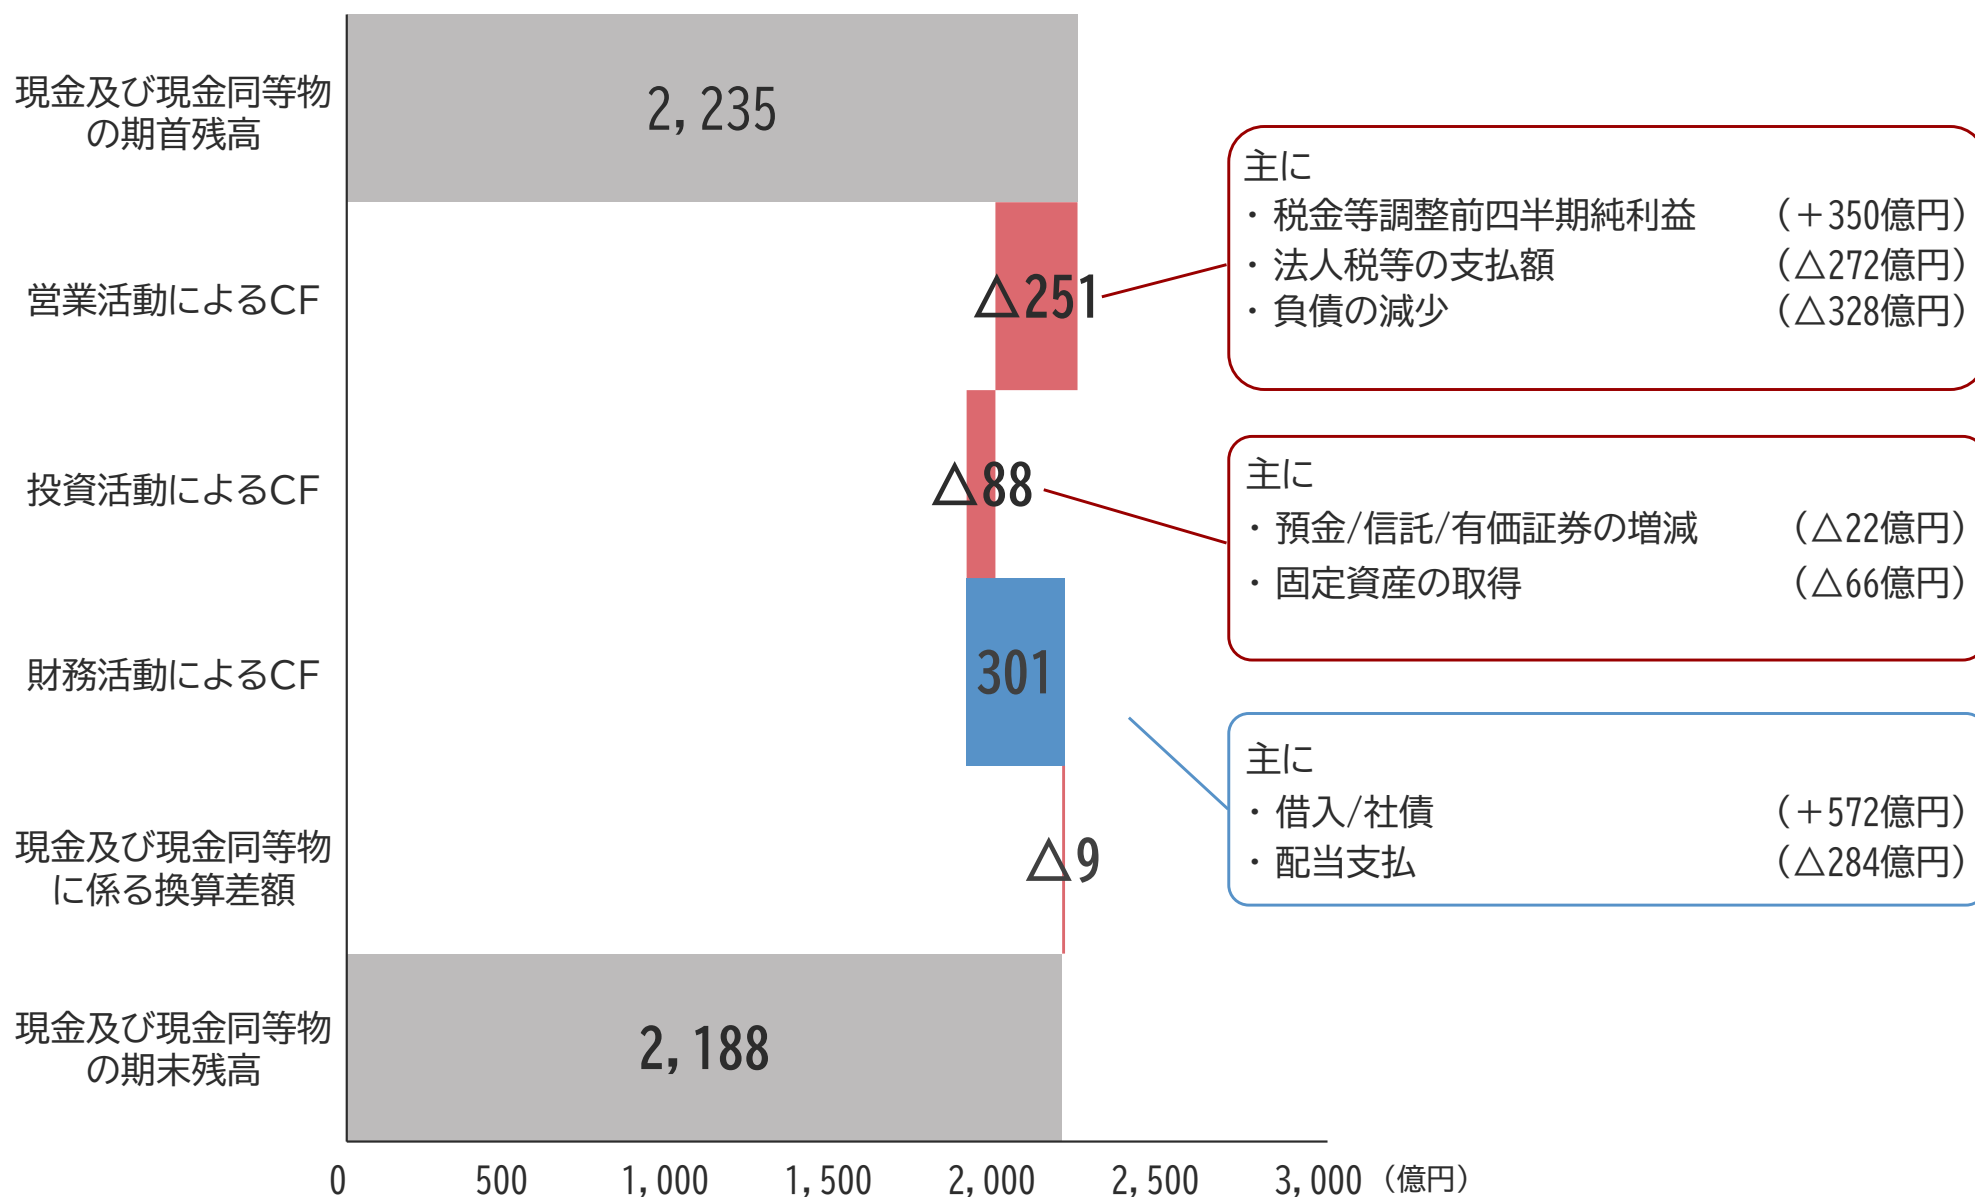 現金及び現金同等物
の期首残高
2,235
営業活動によるCF
△251
主に
・税金等調整前四半期純利益 (+350億円)
・法人税等の支払額 (△272億円)
・負債の減少 (△328億円)
投資活動によるCF
△88
主に
・預金/信託/有価証券の増減 (△22億円)
・固定資産の取得 (△66億円)
財務活動によるCF
301
主に
・借入/社債 (+572億円)
・配当支払 (△284億円)
現金及び現金同等物
に係る換算差額
△9
現金及び現金同等物
の期末残高
2,188
0 500 1,000 1,500 2,000 2,500 3,000 (億円)